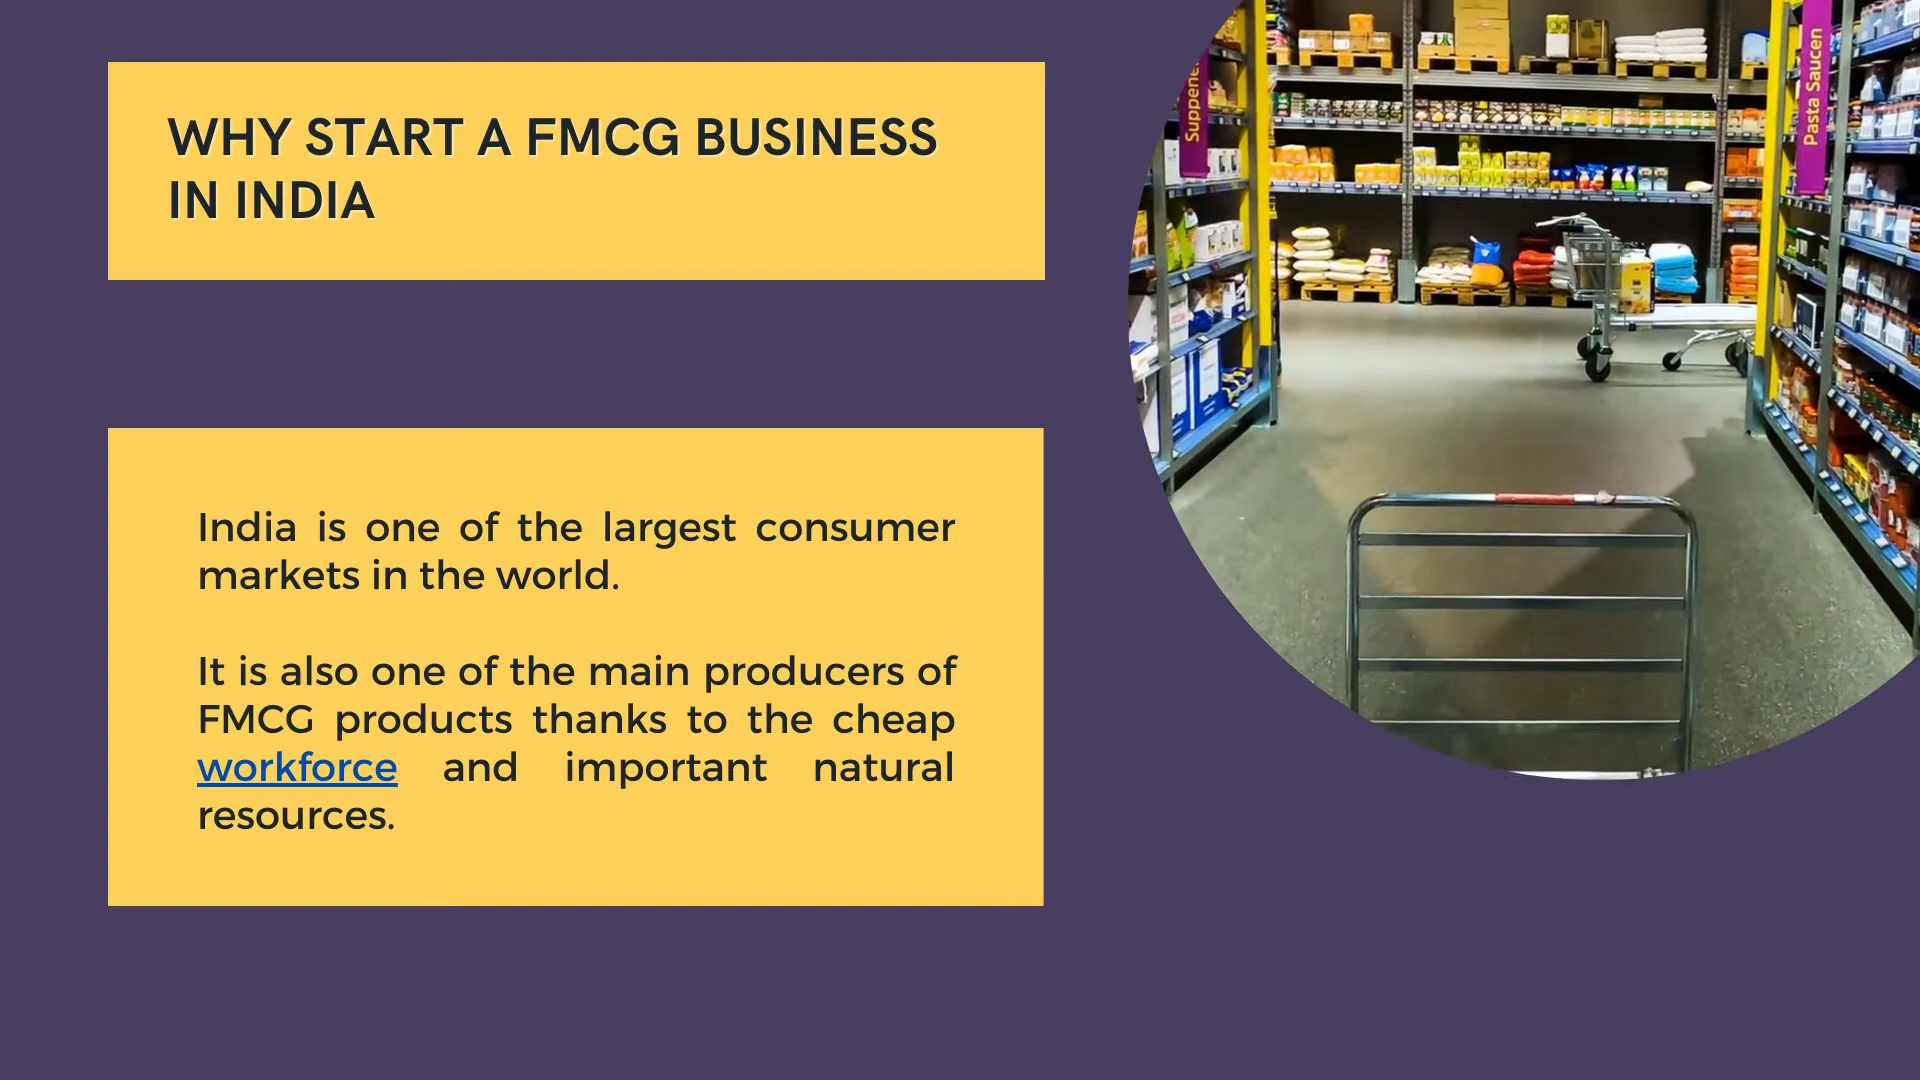 WHY START A FMCG BUSINESS
IN INDIA
India is one of the largest consumer
markets in the world.
It is also one of the main producers of
FMCG products thanks to the cheap
workforce and important natural
resources.
Pasta Saucen